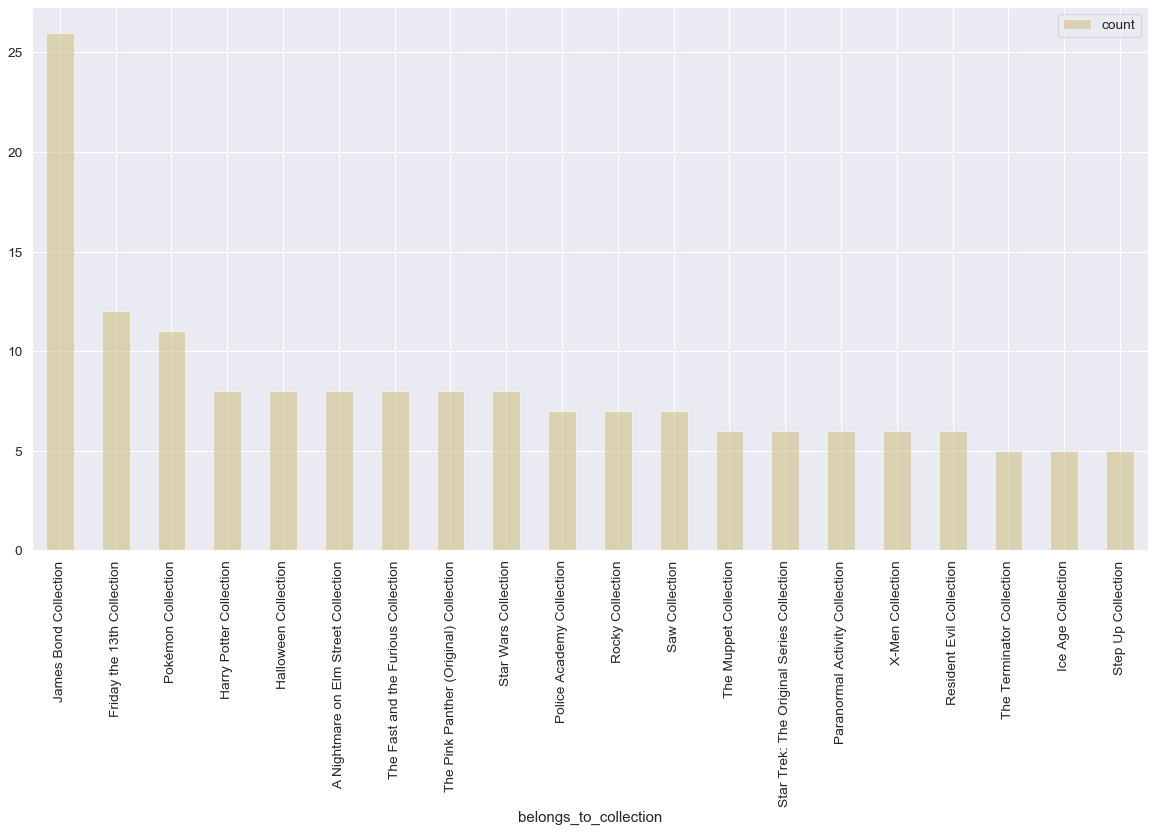 count
25
20
15
10
5
0
James Bond Collection
Friday the 13th Collection
Pokémon Collection
Harry Potter Collection
Halloween Collection
A Nightmare on Elm Street Collection
The Fast and the Furious Collection
The Pink Panther (Original) Collection
Star Wars Collection
Police Academy Collection
Rocky Collection
Saw Collection
The Muppet Collection
Star Trek: The Original Series Collection
Paranormal Activity Collection
X-Men Collection
Resident Evil Collection
The Terminator Collection
Ice Age Collection
Step Up Collection
belongs_to_collection